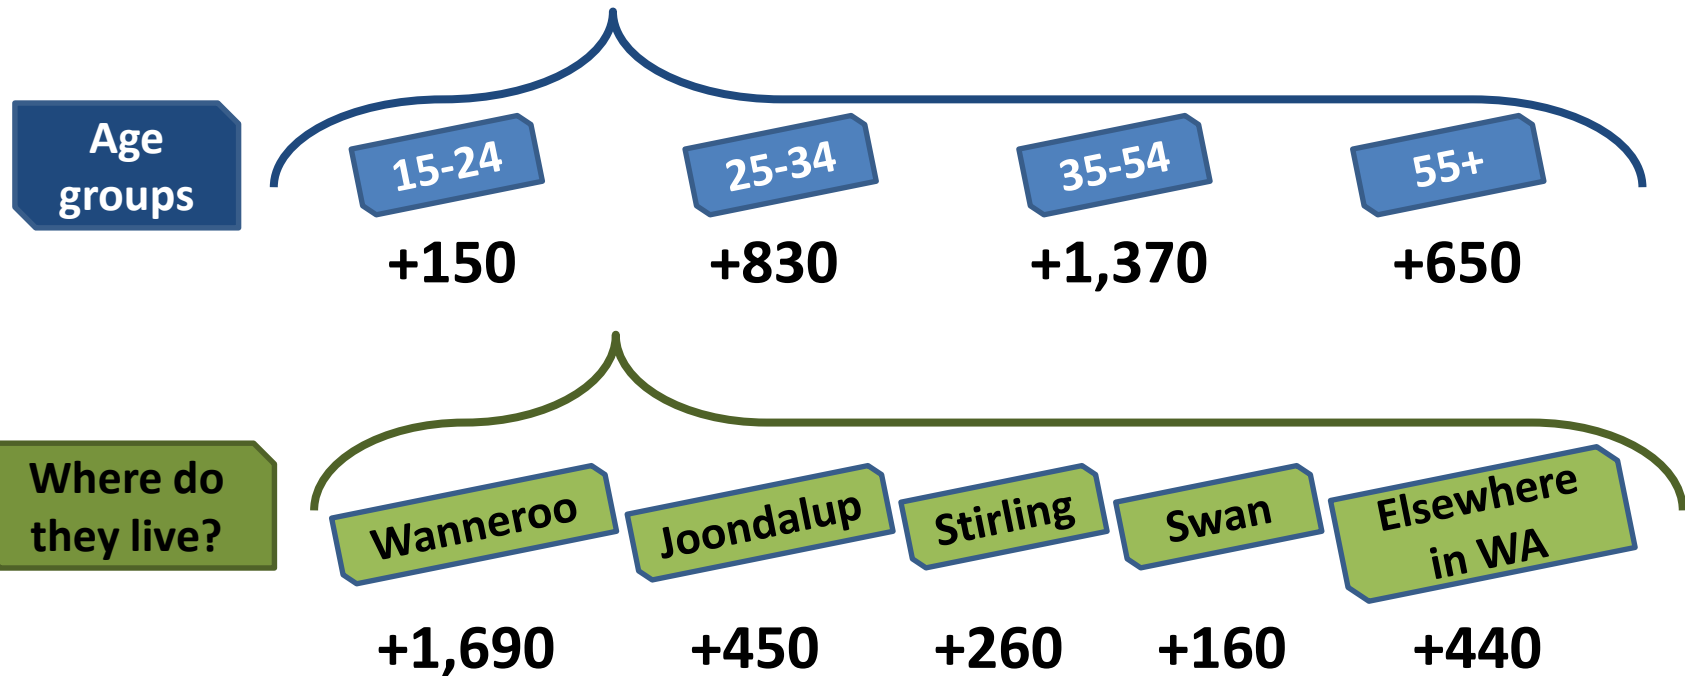 Age
groups
15-24
25-34
35-54
55+
+150
+830
+1,370
+650
Where do
they live?
Wanneroo
Joondalup
Stirling
Swan
Elsewhere
in WA
+1,690
+450
+260
+160
+440